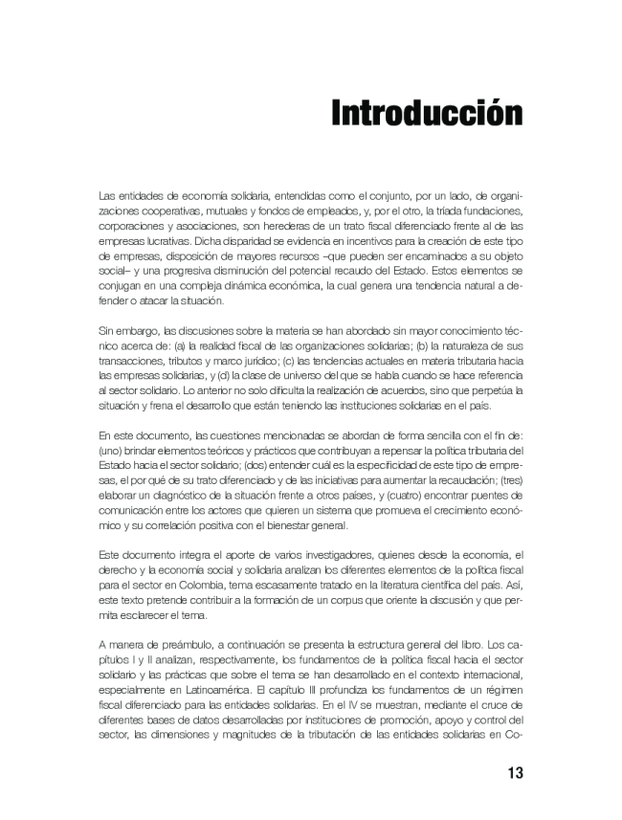 Introducción
Las entidades de economía solidaria, entendidas como el conjunto, por un lado, de organi-
zaciones cooperativas, mutuales y fondos de empleados, y, por el otro, la tríada fundaciones,
corporaciones y asociaciones, son herederas de un trato fiscal diferenciado frente al de las
empresas lucrativas. Dicha disparidad se evidencia en incentivos para la creación de este tipo
de empresas, disposición de mayores recursos –que pueden ser encaminados a su objeto
social– y una progresiva disminución del potencial recaudo del Estado. Estos elementos se
conjugan en una compleja dinámica económica, la cual genera una tendencia natural a de-
fender o atacar la situación.
Sin embargo, las discusiones sobre la materia se han abordado sin mayor conocimiento téc-
nico acerca de: (a) la realidad fiscal de las organizaciones solidarias; (b) la naturaleza de sus
transacciones, tributos y marco jurídico; (c) las tendencias actuales en materia tributaria hacia
las empresas solidarias, y (d) la clase de universo del que se habla cuando se hace referencia
al sector solidario. Lo anterior no solo dificulta la realización de acuerdos, sino que perpetúa la
situación y frena el desarrollo que están teniendo las instituciones solidarias en el país.
En este documento, las cuestiones mencionadas se abordan de forma sencilla con el fin de:
(uno) brindar elementos teóricos y prácticos que contribuyan a repensar la política tributaria del
Estado hacia el sector solidario; (dos) entender cuál es la especificidad de este tipo de empre-
sas, el por qué de su trato diferenciado y de las iniciativas para aumentar la recaudación; (tres)
elaborar un diagnóstico de la situación frente a otros países, y (cuatro) encontrar puentes de
comunicación entre los actores que quieren un sistema que promueva el crecimiento econó-
mico y su correlación positiva con el bienestar general.
Este documento integra el aporte de varios investigadores, quienes desde la economía, el
derecho y la economía social y solidaria analizan los diferentes elementos de la política fiscal
para el sector en Colombia, tema escasamente tratado en la literatura científica del país. Así,
este texto pretende contribuir a la formación de un corpus que oriente la discusión y que per-
mita esclarecer el tema.
A manera de preámbulo, a continuación se presenta la estructura general del libro. Los ca-
pítulos I y II analizan, respectivamente, los fundamentos de la política fiscal hacia el sector
solidario y las prácticas que sobre el tema se han desarrollado en el contexto internacional,
especialmente en Latinoamérica. El capítulo III profundiza los fundamentos de un régimen
fiscal diferenciado para las entidades solidarias. En el IV se muestran, mediante el cruce de
diferentes bases de datos desarrolladas por instituciones de promoción, apoyo y control del
sector, las dimensiones y magnitudes de la tributación de las entidades solidarias en Co-
13